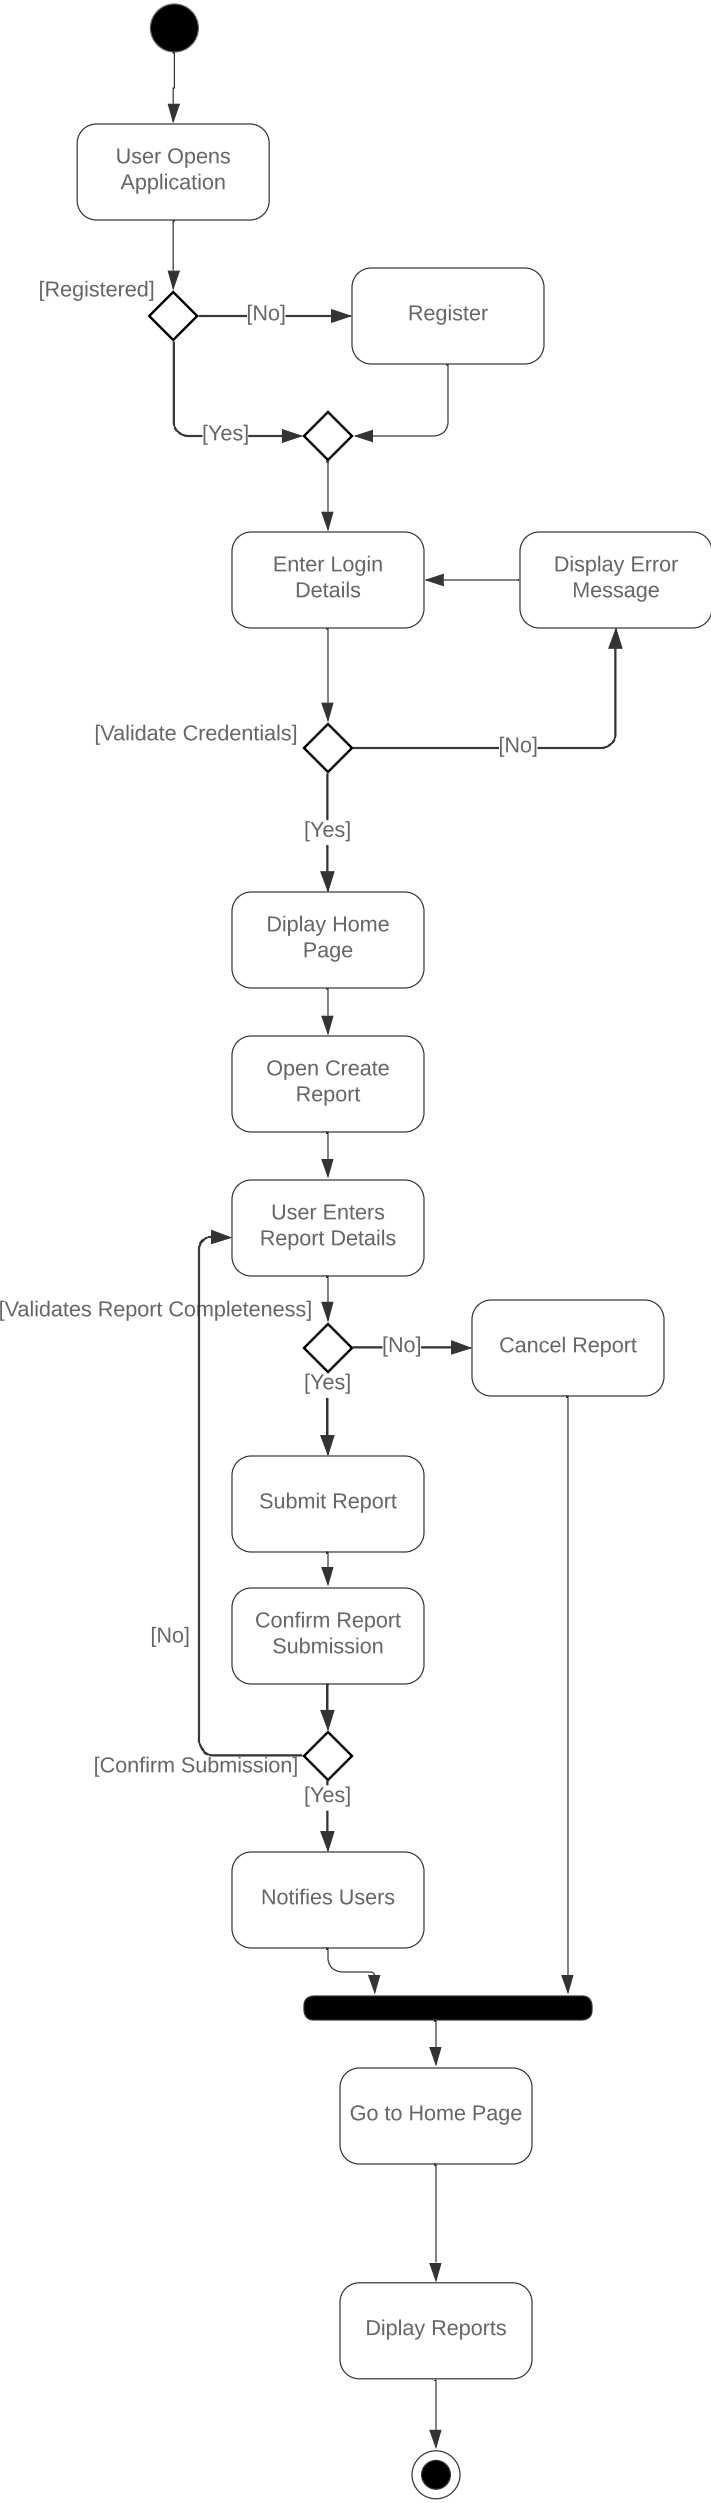 User Opens
Application
[Registered]
[No]
Register
[Yes]
Enter Login
Details
Display Error
Message
[Validate Credentials]
[No]
[Yes]
Diplay Home
Page
Open Create
Report
User Enters
Report Details
[Validates Report Completeness]
[No]
Cancel Report
[Yes]
Submit Report
Confirm Report
Submission
[No]
[Confirm Submission]
[Yes]
Notifies Users
Go to Home Page
Diplay Reports